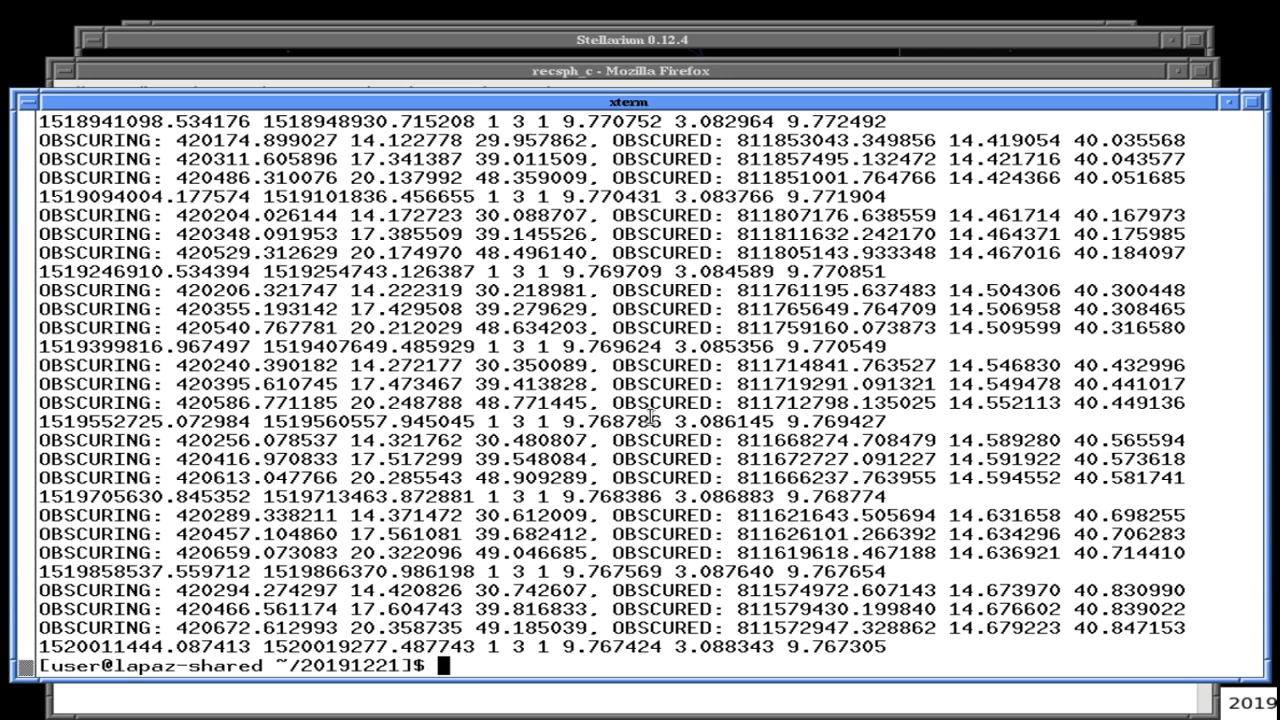 Stellarium 0.12.4
recsph_c - Mozilla Firefox
xterm
1518941098.534176 1518948930.715208 1 3 1 9.770752 3.082964 9.772492
OBSCURING: 420174.899027 14.122778 29.957862, OBSCURED: 811853043.349856 14.419054 40.035568
OBSCURING: 420311.605896 17.341387 39.011509, OBSCURED: 811857495.132472 14.421716 40.043577
OBSCURING: 420486.310076 20.137992 48.359009, OBSCURED: 811851001.764766 14.424366 40.051685
1519094004.177574 1519101836.456655 1 3 1 9.770431 3.083766 9.771904
OBSCURING: 420204.026144 14.172723 30.088707, OBSCURED: 811807176.638559 14.461714 40.167973
OBSCURING: 420348.091953 17.385509 39.145526, OBSCURED: 811811632.242170 14.464371 40.175985
OBSCURING: 420529.312629 20.174970 48.496140, OBSCURED: 811805143.933348 14.467016 40.184097
1519246910.534394 1519254743.126387 1 3 1 9.769709 3.084589 9.770851
OBSCURING: 420206.321747 14.222319 30.218981, OBSCURED: 811761195.637483 14.504306 40.300448
OBSCURING: 420355.193142 17.429508 39.279629, OBSCURED: 811765649.764709 14.506958 40.308465
OBSCURING: 420540.767781 20.212029 48.634203, OBSCURED: 811759160.073873 14.509599 40.316580
1519399816.967497 1519407649.485929 1 3 1 9.769624 3.085356 9.770549
OBSCURING: 420240.390182 14.272177 30.350089, OBSCURED: 811714841.763527 14.546830 40.432996
OBSCURING: 420395.610745 17.473467 39.413828, OBSCURED: 811719291.091321 14.549478 40.441017
OBSCURING: 420586.771185 20.248788 48.771445, OBSCURED: 811712798.135025 14.552113 40.449136
1519552725.072984 1519560557.945045 1 3 1 9.768786 3.086145 9.769427
OBSCURING: 420256.078537 14.321762 30.480807, OBSCURED: 811668274.708479 14.589280 40.565594
OBSCURING: 420416.970833 17.517299 39.548084, OBSCURED: 811672727.091227 14.591922 40.573618
OBSCURING: 420613.047766 20.285543 48.909289, OBSCURED: 811666237.763955 14.594552 40.581741
1519705630.845352 1519713463.872881 1 3 1 9.768386 3.086883 9.768774
OBSCURING: 420289.338211 14.371472 30.612009, OBSCURED: 811621643.505694 14.631658 40.698255
OBSCURING: 420457.104860 17.561081 39.682412, OBSCURED: 811626101.266392 14.634296 40.706283
OBSCURING: 420659.073083 20.322096 49.046685, OBSCURED: 811619618.467188 14.636921 40.714410
1519858537.559712 1519866370.986198 1 3 1 9.767569 3.087640 9.767654
OBSCURING: 420294.274297 14.420826 30.742607, OBSCURED: 811574972.607143 14.673970 40.830990
OBSCURING: 420466.561174 17.604743 39.816833, OBSCURED: 811579430.199840 14.676602 40.839022
OBSCURING: 420672.612993 20.358735 49.185039, OBSCURED: 811572947.328862 14.679223 40.847153
1520011444.087413 1520019277.487743 1 3 1 9.767424 3.088343 9.767305
[user@lapaz-shared ~/20191221]$
2019